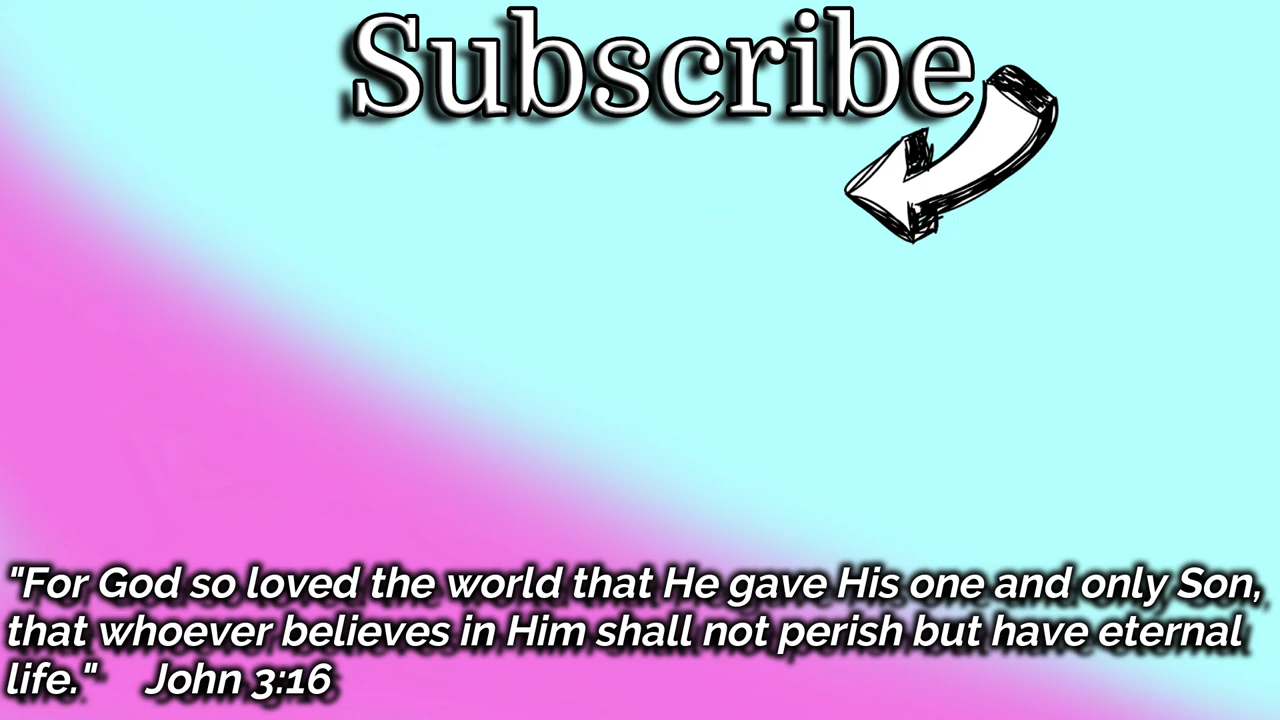 Subscribe
"For God so loved the world that He gave His one and only Son,
that whoever believes in Him shall not perish but have eternal
life." John 3:16